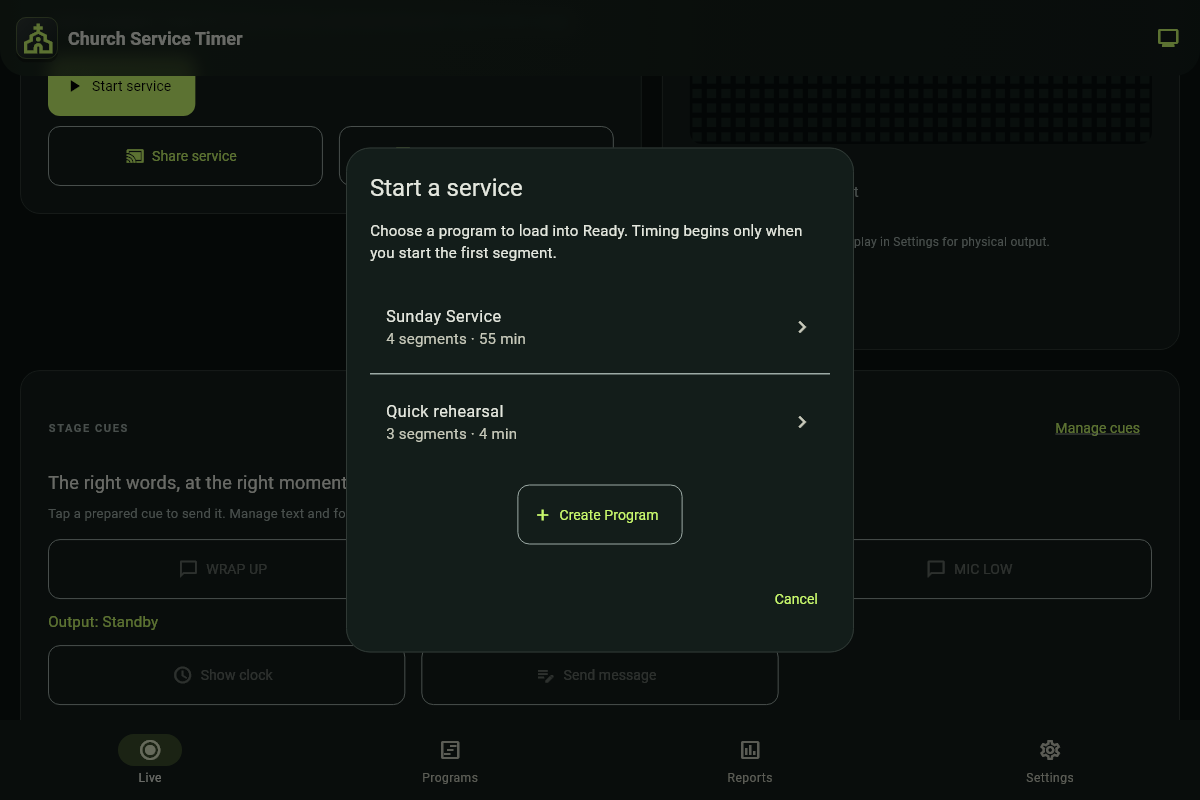 Church Service Timer
Start service
Share service
Start a service
Choose a program to load into Ready. Timing begins only when
you start the first segment.
Sunday Service
4 segments · 55 min
Quick rehearsal
3 segments · 4 min
Create Program
Cancel
play in Settings for physical output.
STAGE CUES
Manage cues
The right words, at the right moment
Tap a prepared cue to send it. Manage text and fo
WRAP UP
MIC LOW
Output: Standby
Show clock
Send message
Live
Programs
Reports
Settings